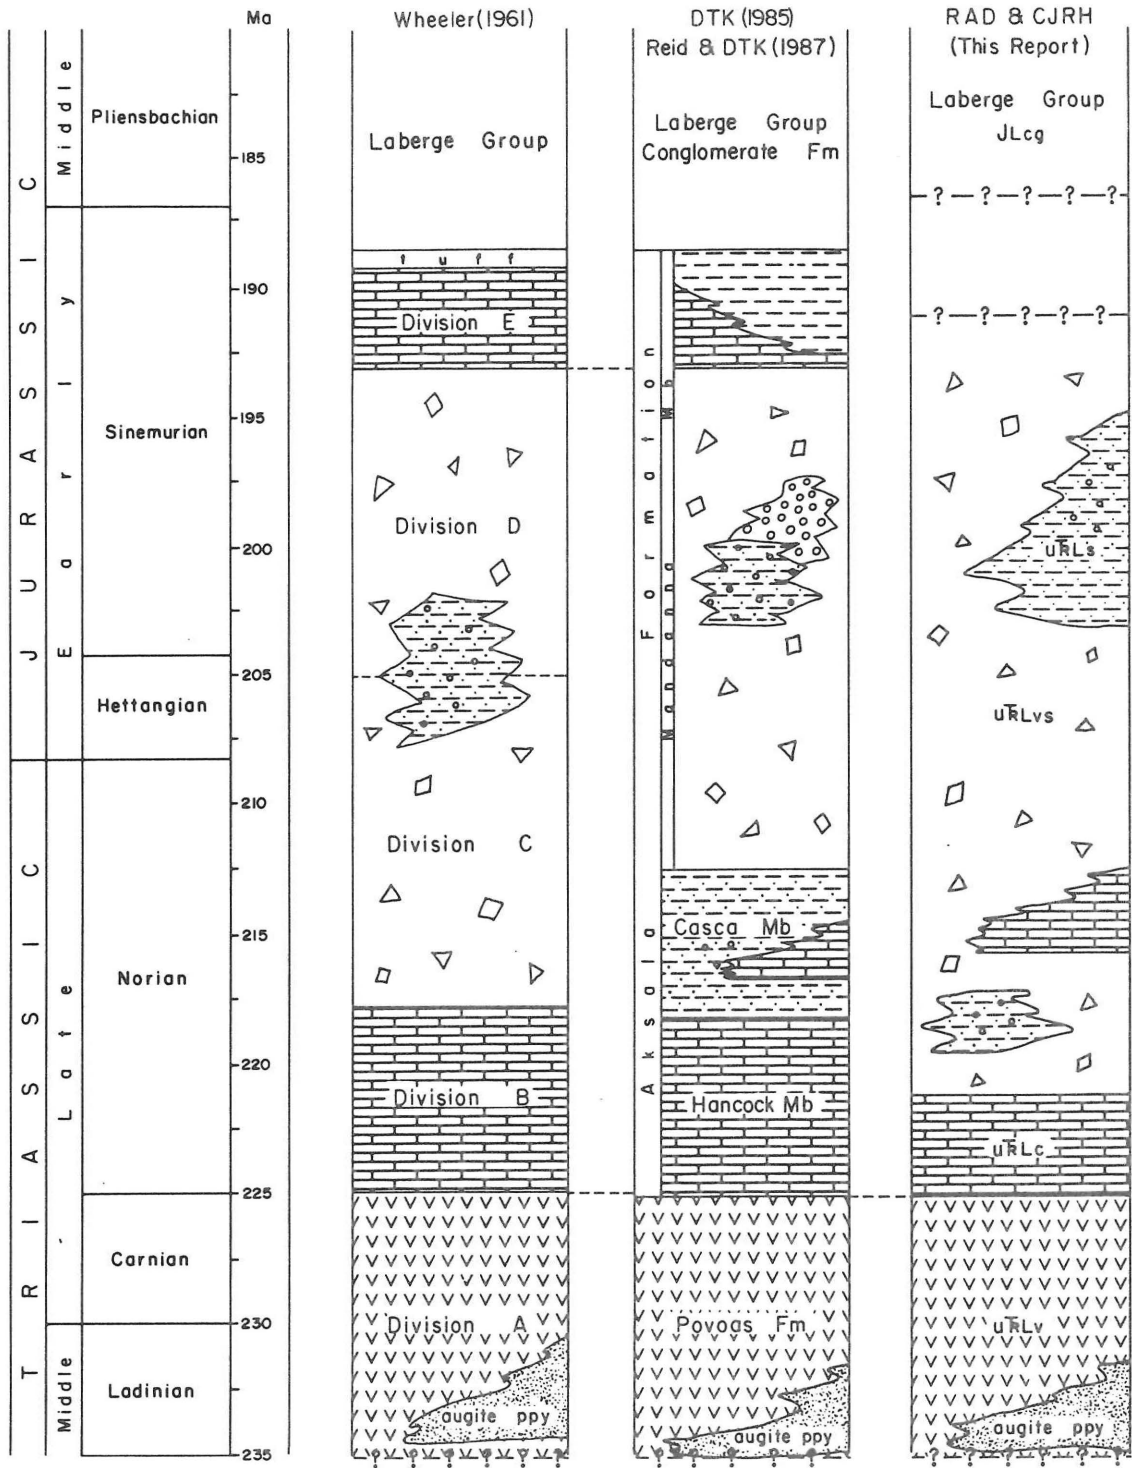 Ma
Wheeler(1961)
DTK(1985)
Reid & DTK(1987)
RAD & CJRH
(This Report)
JURASSIC
TRIASSIC
Middle
Early
Late
Middle
Pliensbachian
Sinemurian
Hettangian
Norian
Carnian
Ladinian
185
190
195
200
205
210
215
220
225
230
235
Laberge Group
tuff
Division E
Division D
Division C
Division B
Division A
augite ppy
? ? ? ? ? ?
Laberge Group
Conglomerate Fm
Mandanna Mb
Aksala Formation
Casca Mb
Hancock Mb
Povoas Fm
augite ppy
? ? ? ? ? ?
Laberge Group
JLcg
? ? ? ? ?
? ? ? ? ?
uTRLs
uTRLvs
uTRLc
uTRLv
augite ppy
? ? ? ? ? ?